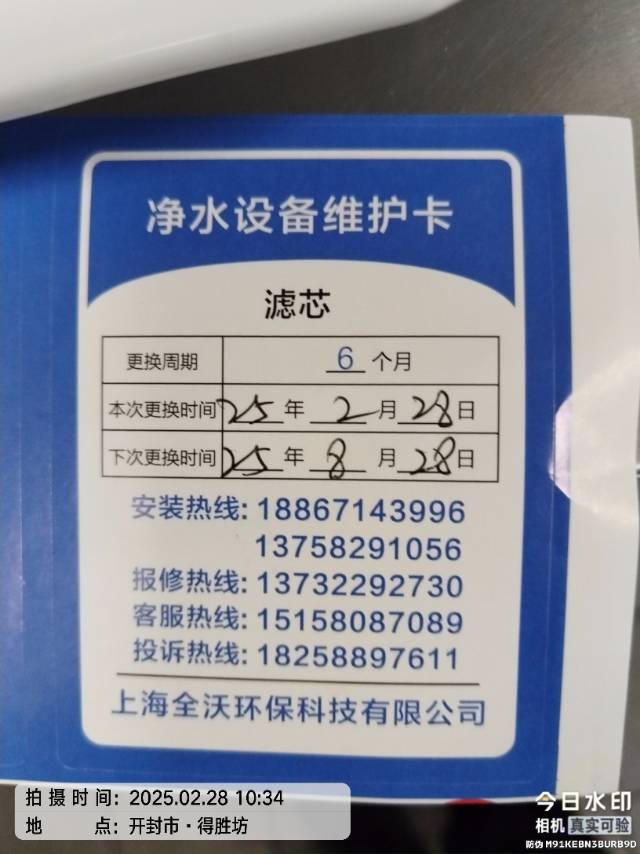 净水设备维护卡
滤芯
更换周期 6 个月
本次更换时间 25 年 2 月 28 日
下次更换时间 25 年 8 月 28 日
安装热线: 18867143996
13758291056
报修热线: 13732292730
客服热线: 15158087089
投诉热线: 18258897611
上海全沃环保科技有限公司
拍摄时间: 2025.02.28 10:34
地点: 开封市·得胜坊
今日水印
相机 真实可验
防伪 M91KEBN3BURB9D